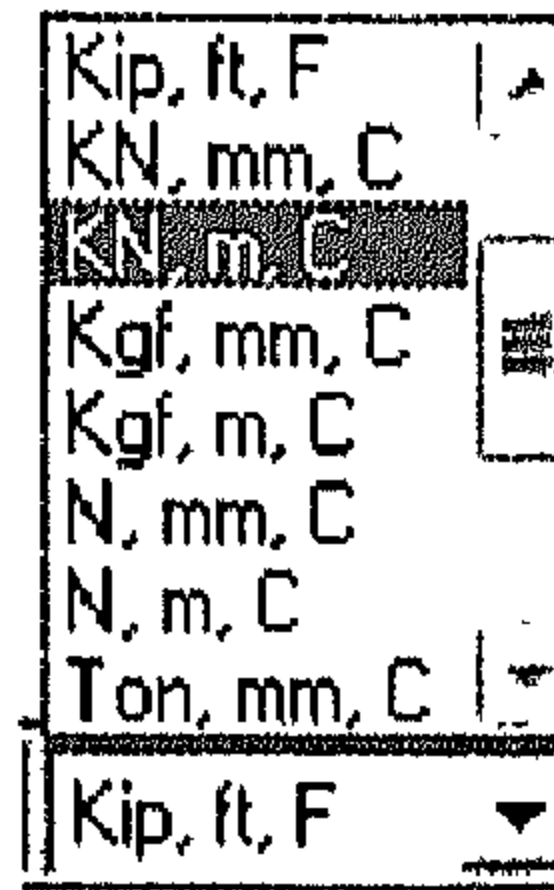 Kip, ft, F
KN, mm, C
KN, m, C
Kgf, mm, C
Kgf, m, C
N, mm, C
N, m, C
Ton, mm, C
Kip, ft, F